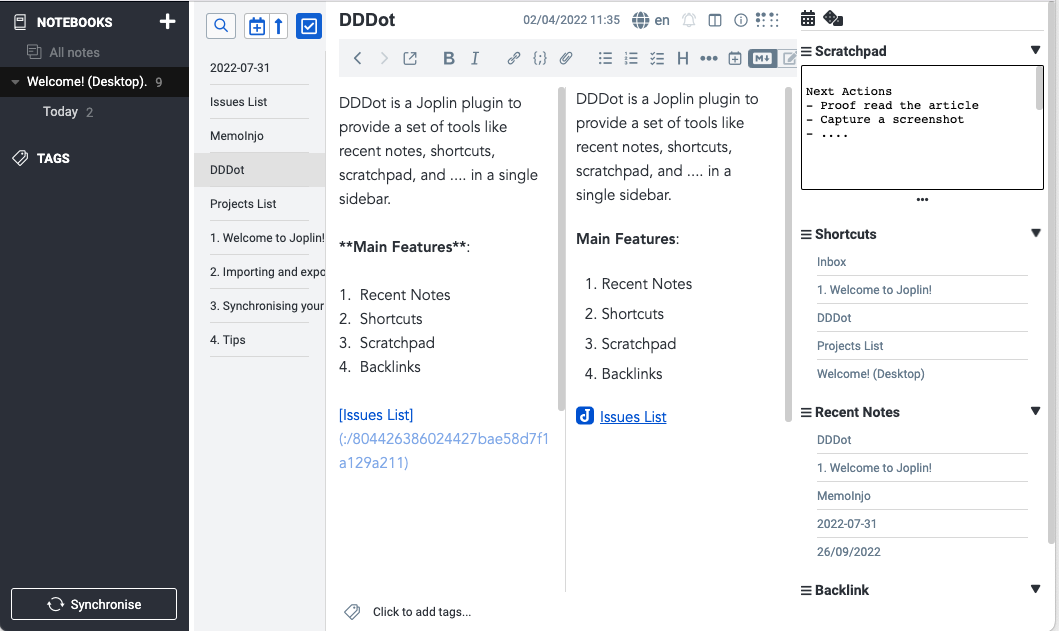 NOTEBOOKS
All notes
Welcome! (Desktop). 9
Today 2
TAGS
Synchronise
2022-07-31
Issues List
MemoInjo
DDDot
Projects List
1. Welcome to Joplin!
2. Importing and expo
3. Synchronising your
4. Tips
DDDot
02/04/2022 11:35
en
B I
H
M
DDDot is a Joplin plugin to
provide a set of tools like
recent notes, shortcuts,
scratchpad, and .... in a single
sidebar.
**Main Features**:
1. Recent Notes
2. Shortcuts
3. Scratchpad
4. Backlinks
[Issues List]
(:/804426386024427bae58d7f1
a129a211)
DDDot is a Joplin plugin to
provide a set of tools like
recent notes, shortcuts,
scratchpad, and .... in a
single sidebar.
Main Features:
1. Recent Notes
2. Shortcuts
3. Scratchpad
4. Backlinks
J Issues List
Click to add tags...
Scratchpad
Next Actions
- Proof read the article
- Capture a screenshot
- ....
Shortcuts
Inbox
1. Welcome to Joplin!
DDDot
Projects List
Welcome! (Desktop)
Recent Notes
DDDot
1. Welcome to Joplin!
MemoInjo
2022-07-31
26/09/2022
Backlink